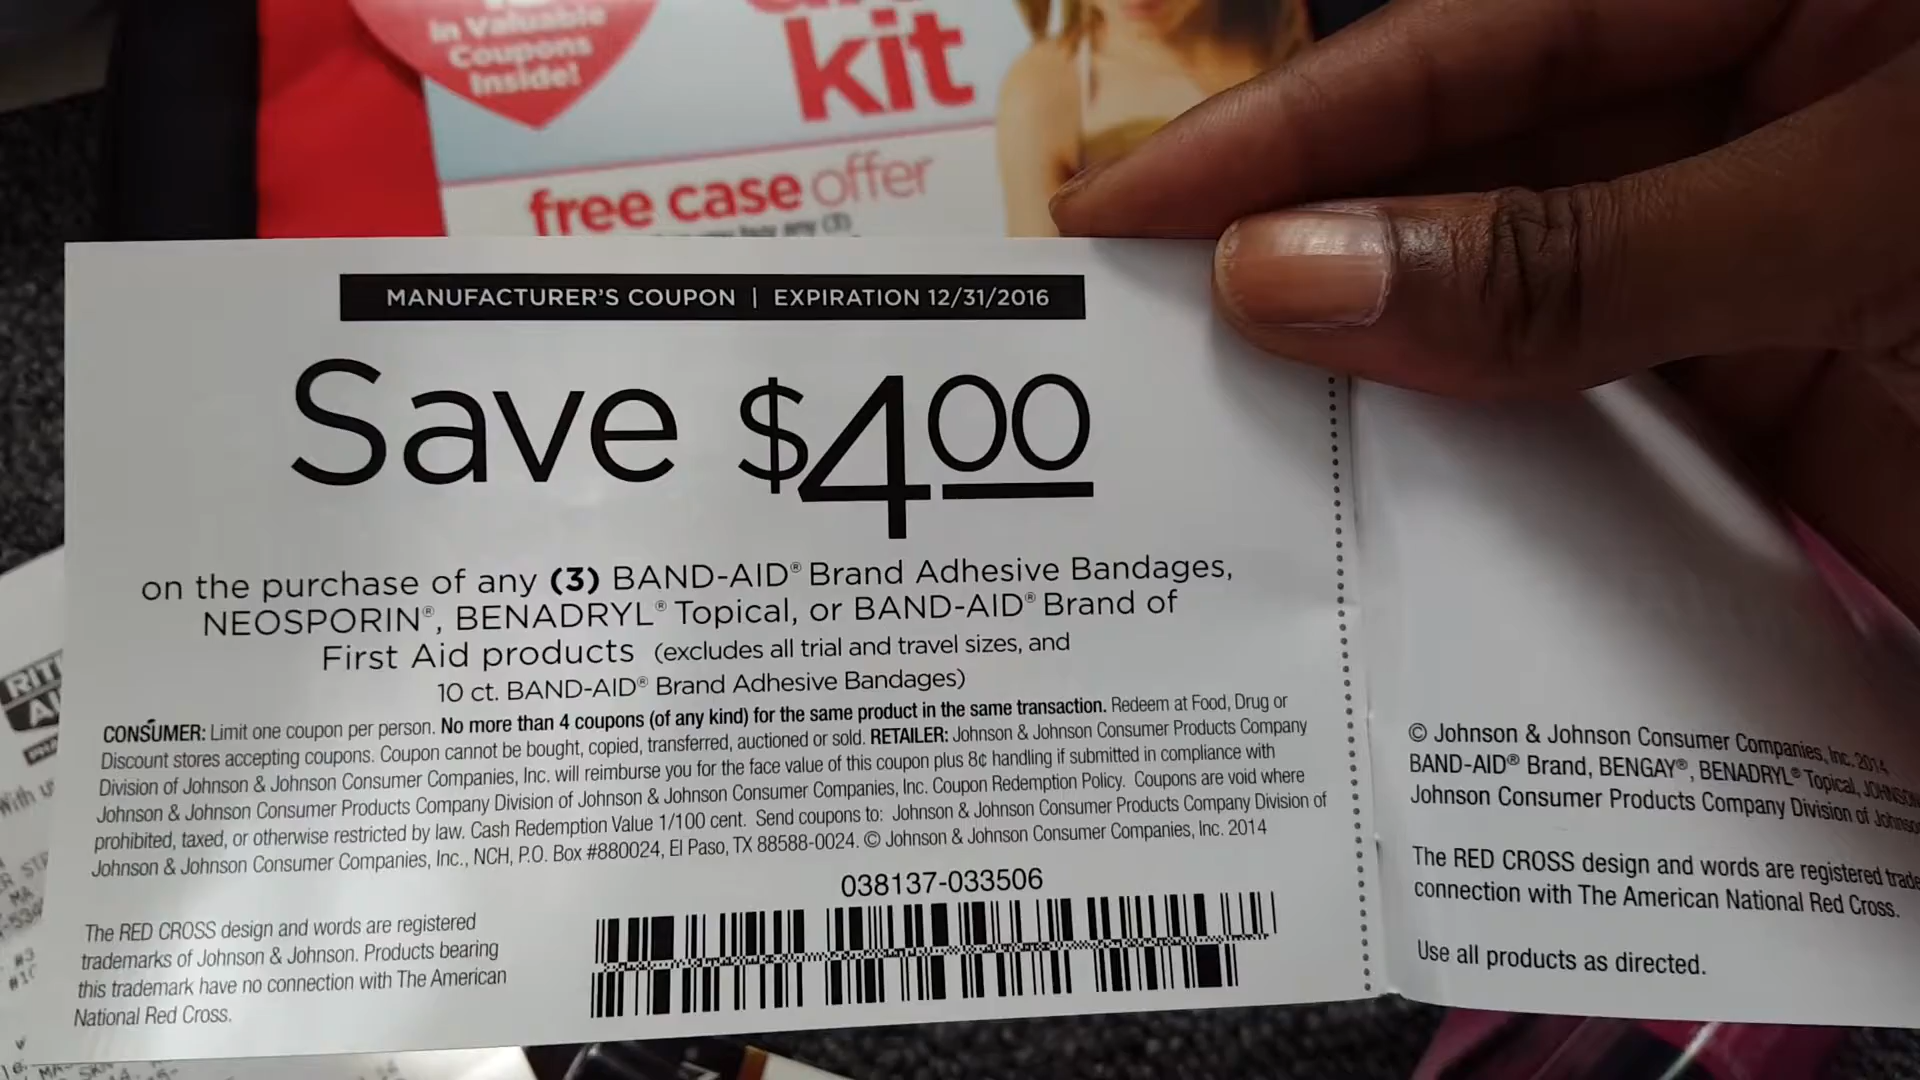 In Valuable
Coupons
Inside!
kit
free case offer
buy any (3)
MANUFACTURER'S COUPON | EXPIRATION 12/31/2016
Save $4.00
on the purchase of any (3) BAND-AID® Brand Adhesive Bandages,
NEOSPORIN®, BENADRYL® Topical, or BAND-AID® Brand of
First Aid products (excludes all trial and travel sizes, and
10 ct. BAND-AID® Brand Adhesive Bandages)
CONSUMER: Limit one coupon per person. No more than 4 coupons (of any kind) for the same product in the same transaction. Redeem at Food, Drug or
Discount stores accepting coupons. Coupon cannot be bought, copied, transferred, auctioned or sold. RETAILER: Johnson & Johnson Consumer Products Company
Division of Johnson & Johnson Consumer Companies, Inc. will reimburse you for the face value of this coupon plus 8¢ handling if submitted in compliance with
Johnson & Johnson Consumer Products Company Division of Johnson & Johnson Consumer Companies, Inc. Coupon Redemption Policy. Coupons are void where
prohibited, taxed, or otherwise restricted by law. Cash Redemption Value 1/100 cent. Send coupons to: Johnson & Johnson Consumer Products Company Division of
Johnson & Johnson Consumer Companies, Inc., NCH, P.O. Box #880024, El Paso, TX 88588-0024. © Johnson & Johnson Consumer Companies, Inc. 2014
038137-033506
The RED CROSS design and words are registered
trademarks of Johnson & Johnson. Products bearing
this trademark have no connection with The American
National Red Cross.
© Johnson & Johnson Consumer Companies, Inc. 2014
BAND-AID® Brand, BENGAY®, BENADRYL® Topical, JOHNSON
Johnson Consumer Products Company Division of Johnso
The RED CROSS design and words are registered trade
connection with The American National Red Cross.
Use all products as directed.
RIT
With u